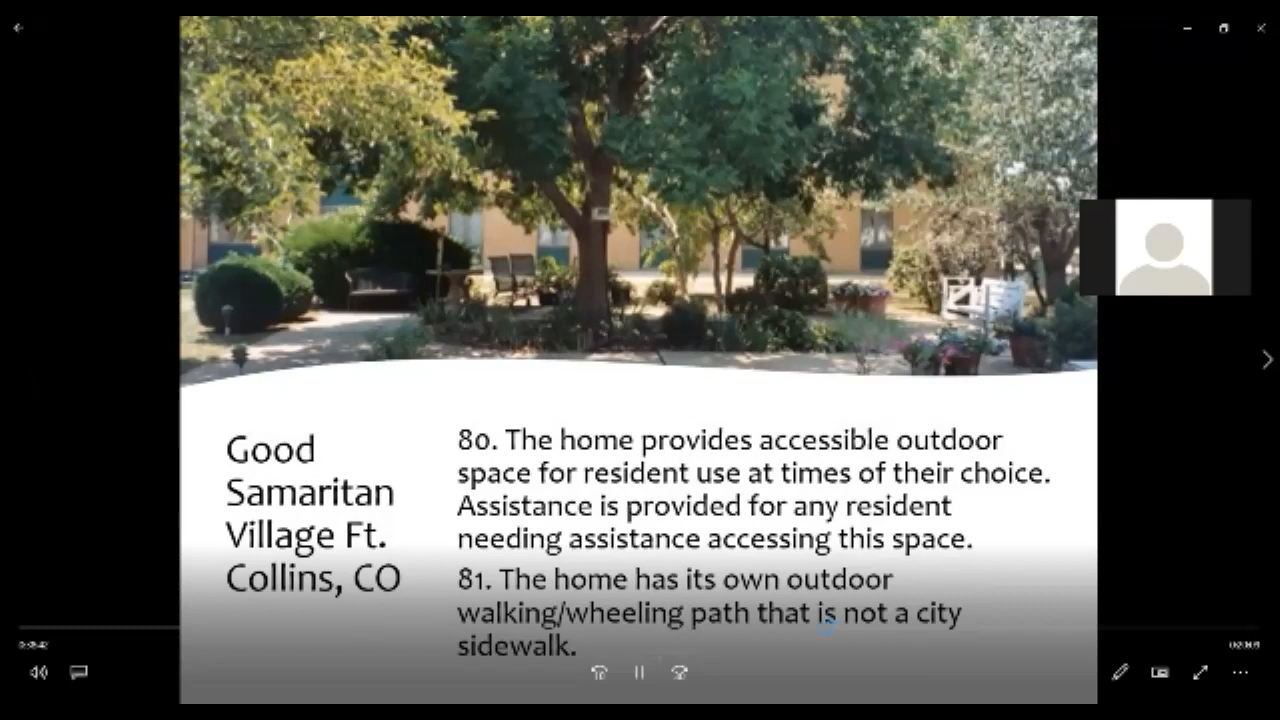 Good
Samaritan
Village Ft.
Collins, CO
80. The home provides accessible outdoor
space for resident use at times of their choice.
Assistance is provided for any resident
needing assistance accessing this space.
81. The home has its own outdoor
walking/wheeling path that is not a city
sidewalk.